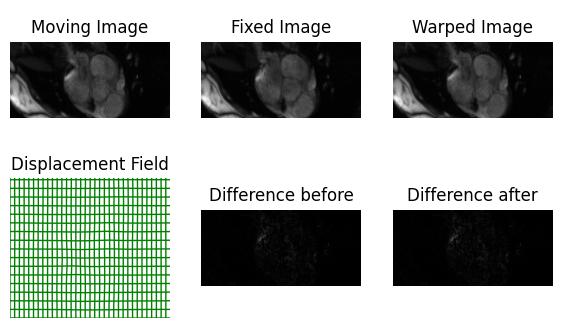 Moving Image
Fixed Image
Warped Image
Displacement Field
Difference before
Difference after